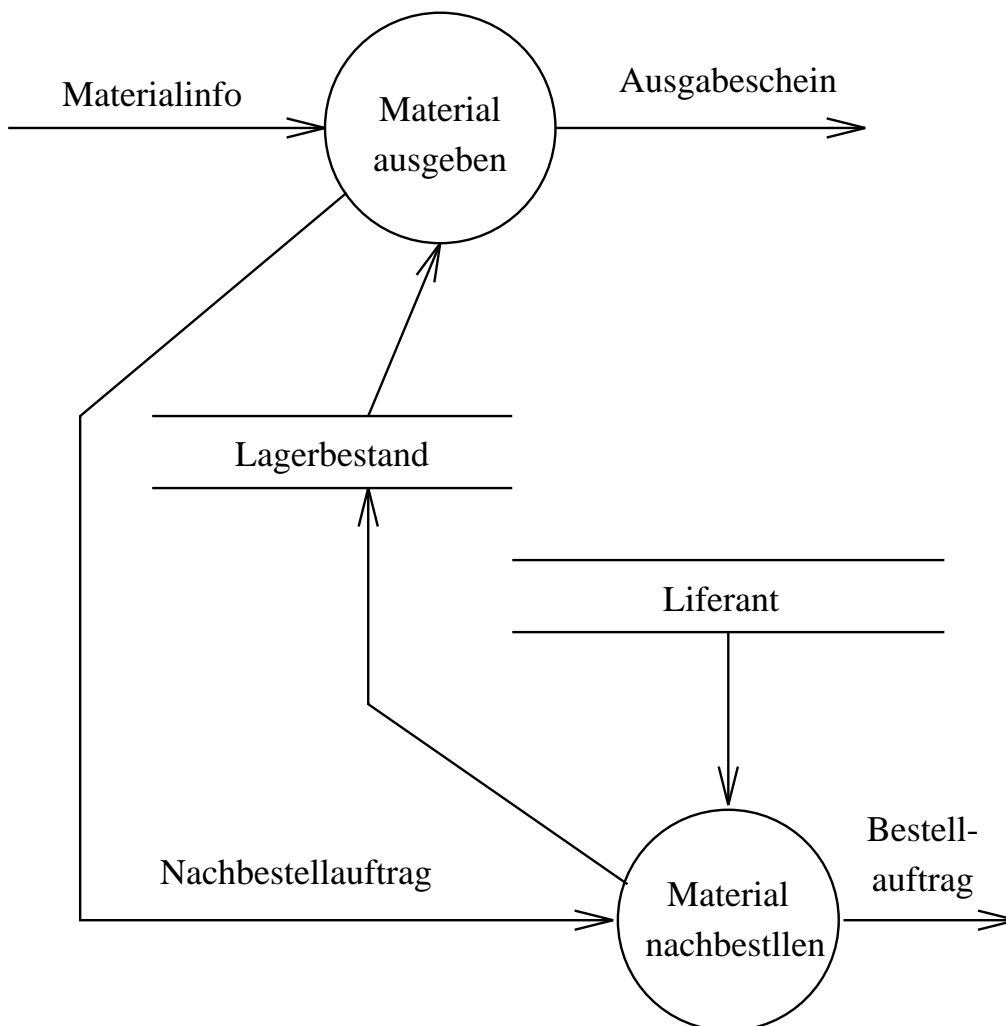 Materialinfo
Ausgabeschein
Material
ausgeben
Lagerbestand
Liferant
Bestell-
auftrag
Nachbestellauftrag
Material
nachbestllen